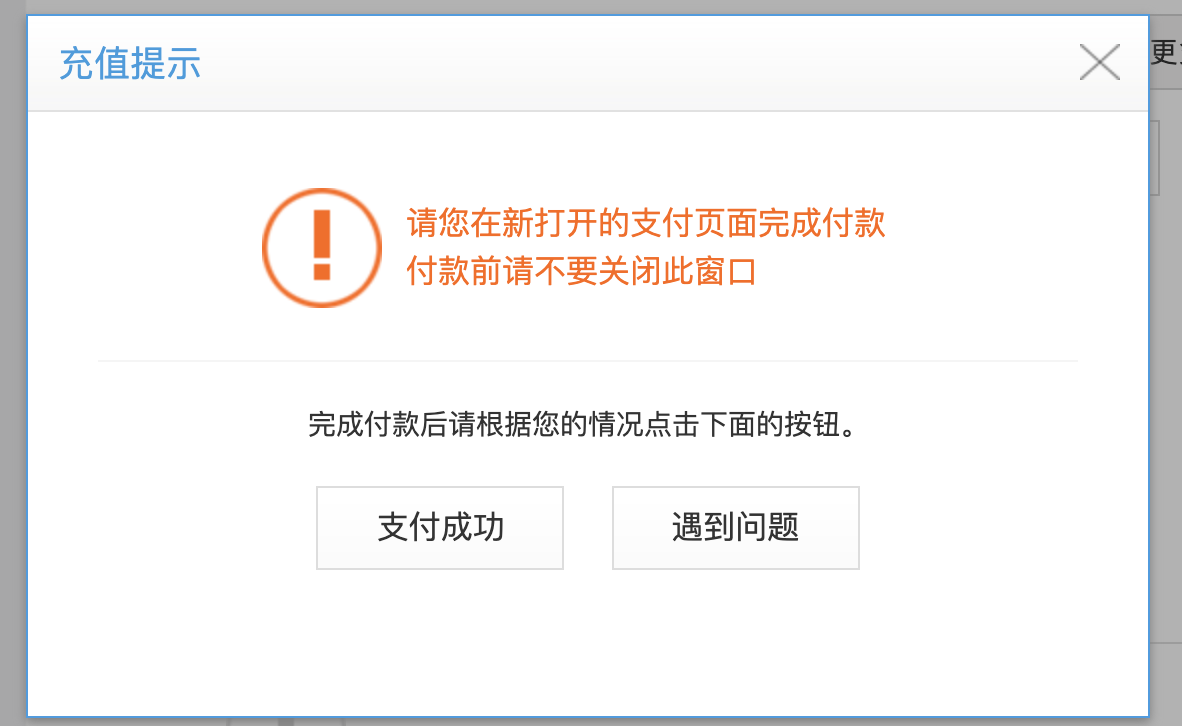 充值提示
请您在新打开的支付页面完成付款
付款前请不要关闭此窗口
完成付款后请根据您的情况点击下面的按钮。
支付成功
遇到问题